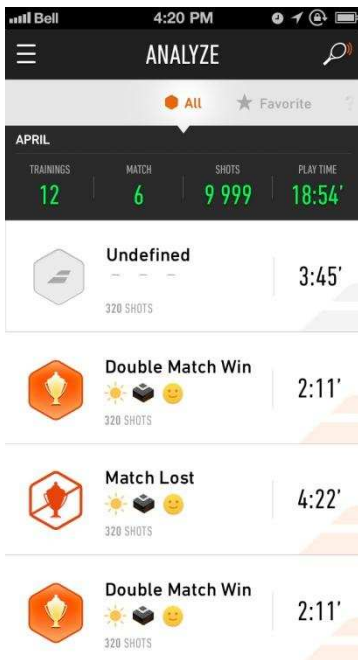 Bell 4:20 PM
ANALYZE
All Favorite ?
APRIL
TRAININGS MATCH SHOTS PLAY TIME
12 6 9 999 18:54'
Undefined
– – –
320 SHOTS
3:45'
Double Match Win
320 SHOTS
2:11'
Match Lost
320 SHOTS
4:22'
Double Match Win
320 SHOTS
2:11'